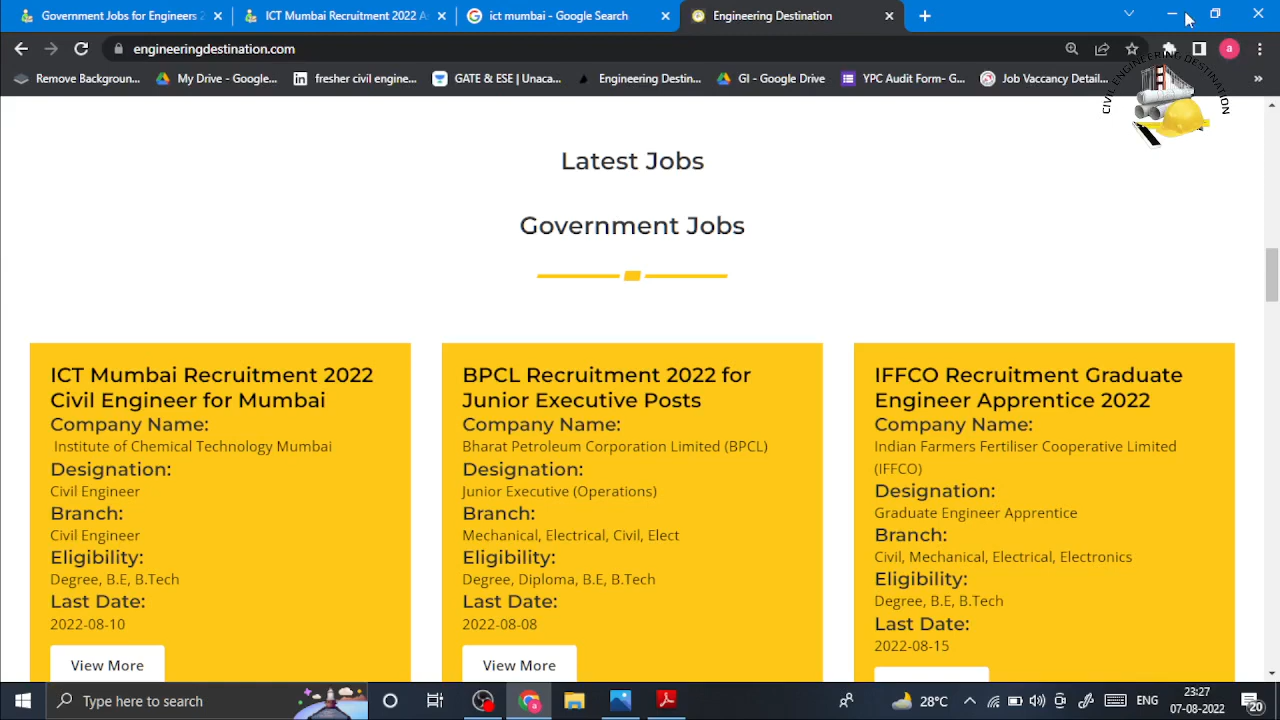 Government Jobs for Engineers 2
ICT Mumbai Recruitment 2022 A
ict mumbai - Google Search
Engineering Destination
engineeringdestination.com
Remove Backgroun...
My Drive - Google...
fresher civil engine...
GATE & ESE | Unaca...
Engineering Destin...
GI - Google Drive
YPC Audit Form- G...
Job Vaccancy Detail...
CIVIL ENGINEERING DESTINATION
Latest Jobs
Government Jobs
ICT Mumbai Recruitment 2022
Civil Engineer for Mumbai
Company Name:
Institute of Chemical Technology Mumbai
Designation:
Civil Engineer
Branch:
Civil Engineer
Eligibility:
Degree, B.E, B.Tech
Last Date:
2022-08-10
View More
BPCL Recruitment 2022 for
Junior Executive Posts
Company Name:
Bharat Petroleum Corporation Limited (BPCL)
Designation:
Junior Executive (Operations)
Branch:
Mechanical, Electrical, Civil, Elect
Eligibility:
Degree, Diploma, B.E, B.Tech
Last Date:
2022-08-08
View More
IFFCO Recruitment Graduate
Engineer Apprentice 2022
Company Name:
Indian Farmers Fertiliser Cooperative Limited
(IFFCO)
Designation:
Graduate Engineer Apprentice
Branch:
Civil, Mechanical, Electrical, Electronics
Eligibility:
Degree, B.E, B.Tech
Last Date:
2022-08-15
Type here to search
28°C
ENG
23:27
07-08-2022
20